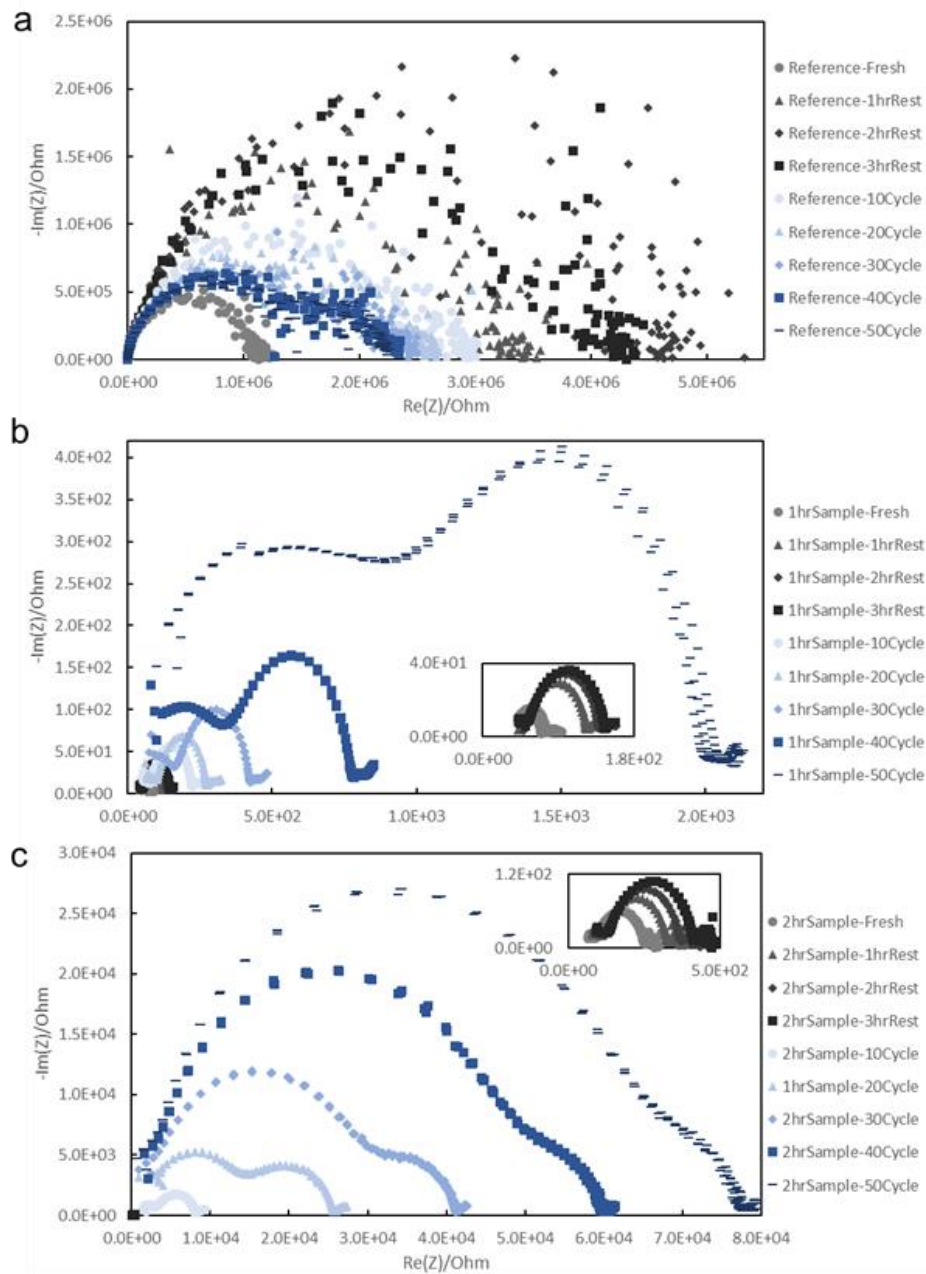 a
2.5E+06
2.0E+06
1.5E+06
1.0E+06
5.0E+05
0.0E+00
-Im(Z)/Ohm
0.0E+00 1.0E+06 2.0E+06 3.0E+06 4.0E+06 5.0E+06
Re(Z)/Ohm
Reference-Fresh
Reference-1hrRest
Reference-2hrRest
Reference-3hrRest
Reference-10Cycle
Reference-20Cycle
Reference-30Cycle
Reference-40Cycle
Reference-50Cycle
b
4.0E+02
3.5E+02
3.0E+02
2.5E+02
2.0E+02
1.5E+02
1.0E+02
5.0E+01
0.0E+00
-Im(Z)/Ohm
0.0E+00 5.0E+02 1.0E+03 1.5E+03 2.0E+03
4.0E+01
0.0E+00
0.0E+00 1.8E+02
1hrSample-Fresh
1hrSample-1hrRest
1hrSample-2hrRest
1hrSample-3hrRest
1hrSample-10Cycle
1hrSample-20Cycle
1hrSample-30Cycle
1hrSample-40Cycle
1hrSample-50Cycle
c
3.0E+04
2.5E+04
2.0E+04
1.5E+04
1.0E+04
5.0E+03
0.0E+00
-Im(Z)/Ohm
0.0E+00 1.0E+04 2.0E+04 3.0E+04 4.0E+04 5.0E+04 6.0E+04 7.0E+04 8.0E+04
Re(Z)/Ohm
1.2E+02
0.0E+00
0.0E+00 5.0E+02
2hrSample-Fresh
2hrSample-1hrRest
2hrSample-2hrRest
2hrSample-3hrRest
2hrSample-10Cycle
1hrSample-20Cycle
2hrSample-30Cycle
2hrSample-40Cycle
2hrSample-50Cycle